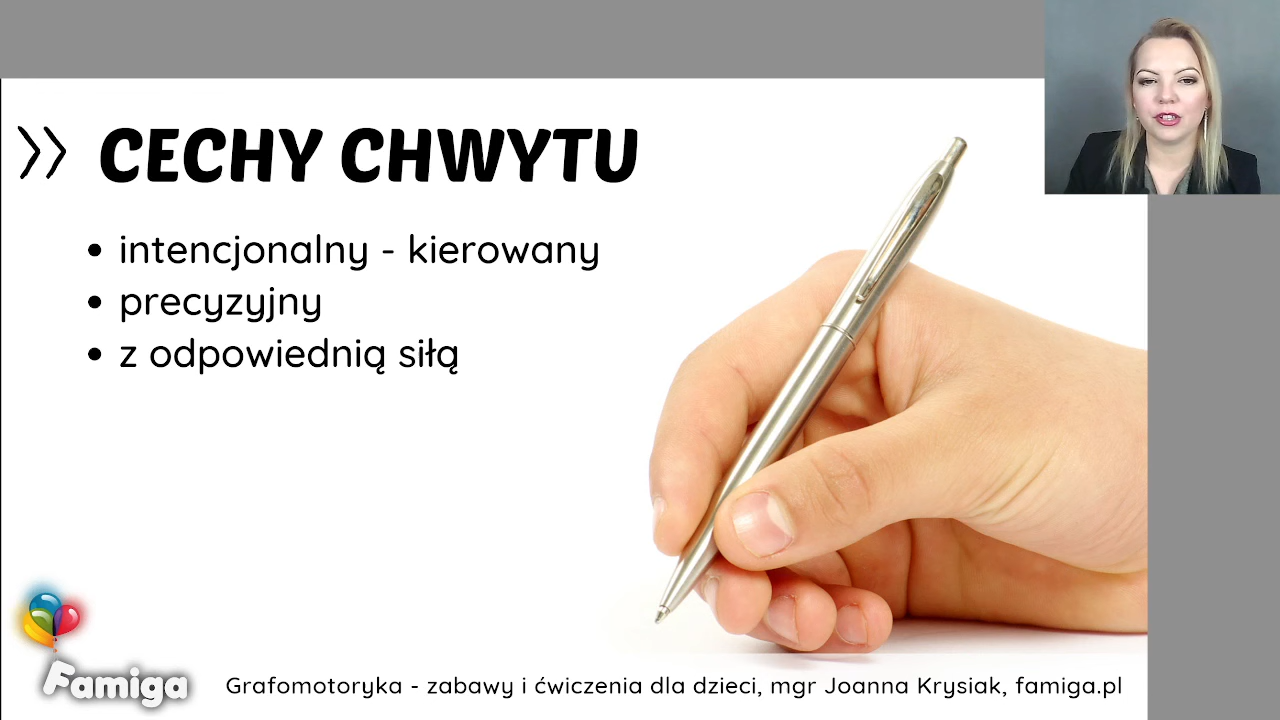 CECHY CHWYTU
intencjonalny - kierowany
precyzyjny
z odpowiednią siłą
Famiga
Grafomotoryka - zabawy i ćwiczenia dla dzieci, mgr Joanna Krysiak, famiga.pl